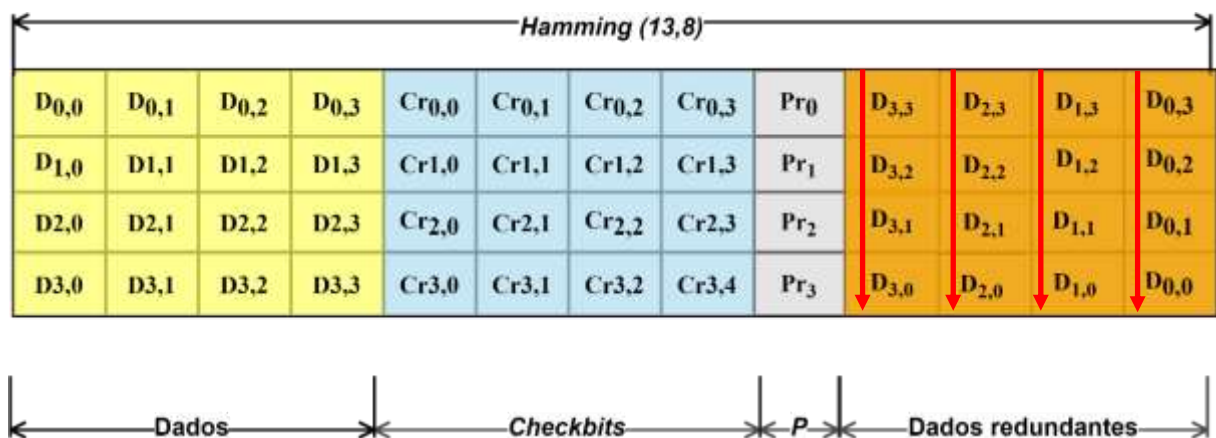 Hamming (13,8)
D0,0 D0,1 D0,2 D0,3 Cr0,0 Cr0,1 Cr0,2 Cr0,3 Pr0 D3,3 D2,3 D1,3 D0,3
D1,0 D1,1 D1,2 D1,3 Cr1,0 Cr1,1 Cr1,2 Cr1,3 Pr1 D3,2 D2,2 D1,2 D0,2
D2,0 D2,1 D2,2 D2,3 Cr2,0 Cr2,1 Cr2,2 Cr2,3 Pr2 D3,1 D2,1 D1,1 D0,1
D3,0 D3,1 D3,2 D3,3 Cr3,0 Cr3,1 Cr3,2 Cr3,4 Pr3 D3,0 D2,0 D1,0 D0,0
Dados Checkbits P Dados redundantes